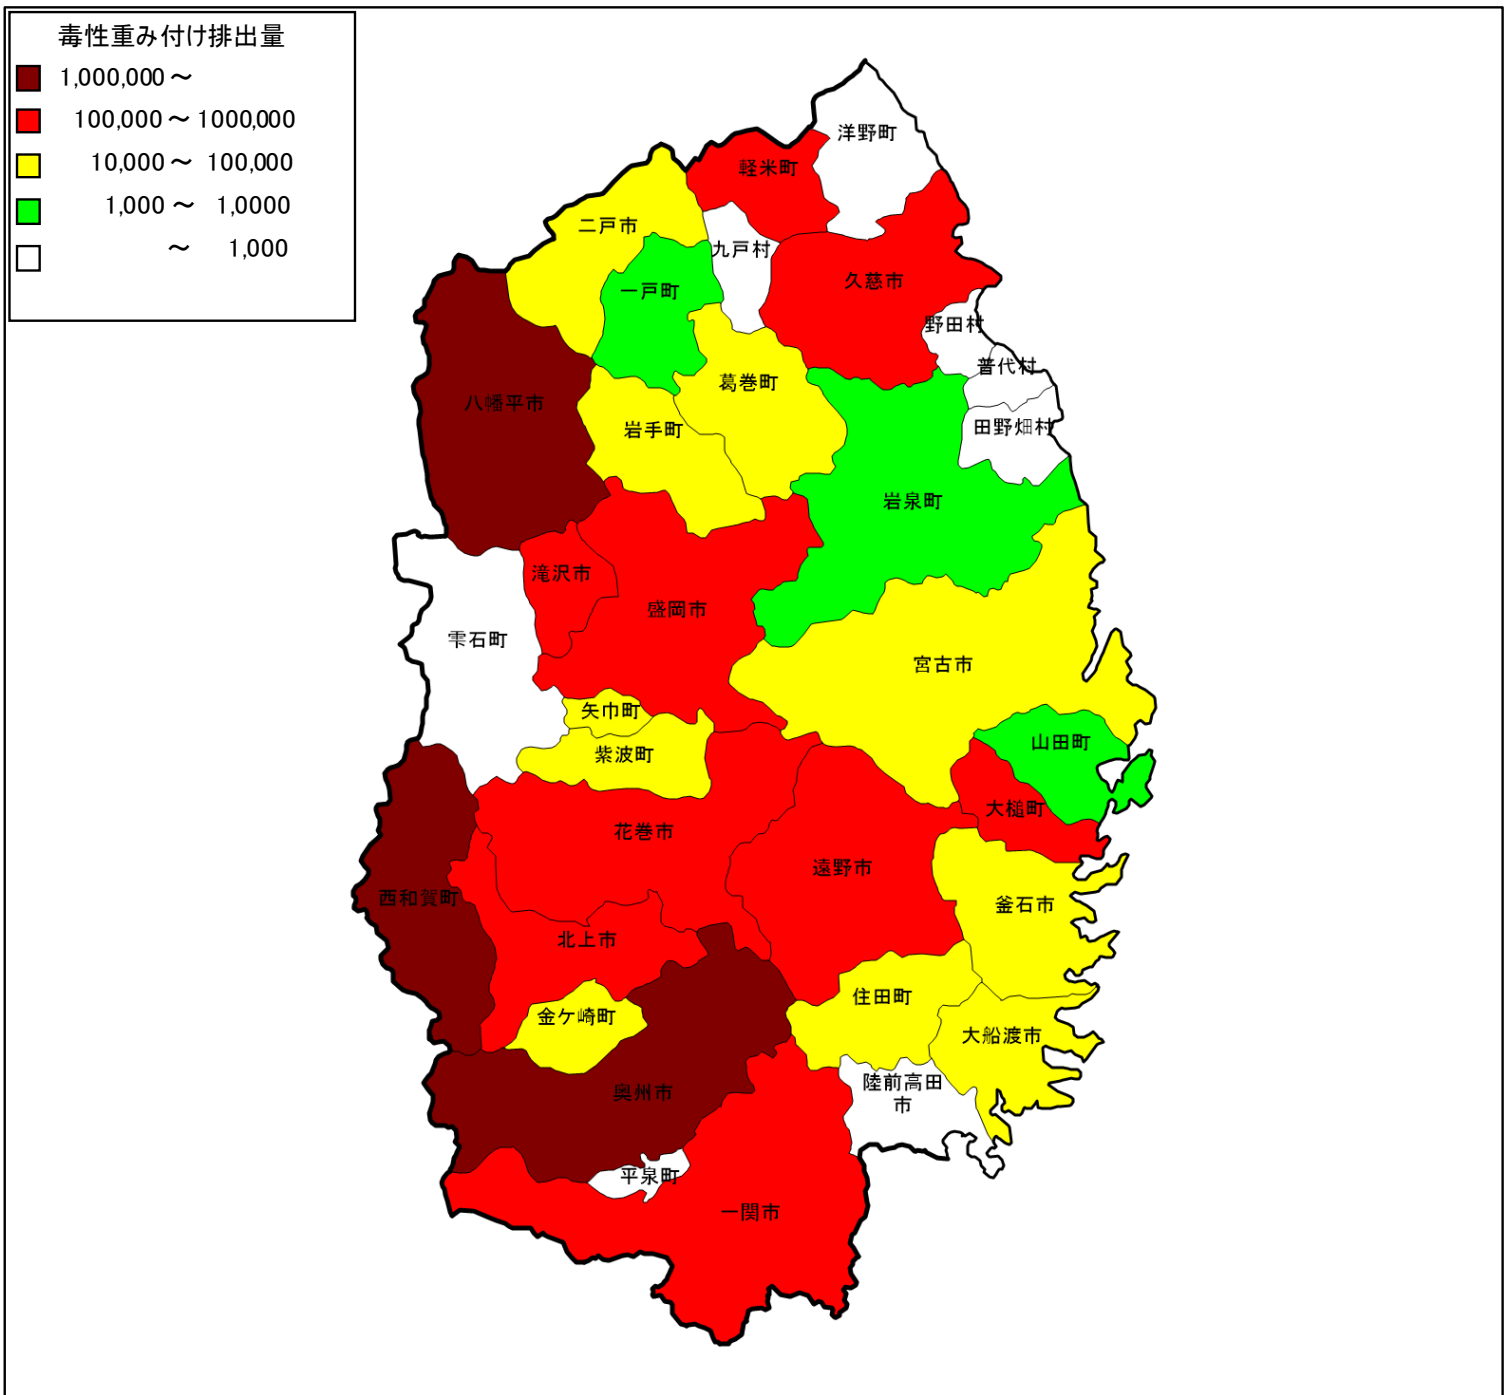 毒性重み付け排出量
1,000,000～
100,000～1000,000
10,000～ 100,000
1,000～ 1,0000
～ 1,000
洋野町
軽米町
二戸市
九戸村
久慈市
一戸町
野田村
普代村
葛巻町
八幡平市
岩手町
田野畑村
岩泉町
滝沢市
盛岡市
雫石町
宮古市
矢巾町
山田町
紫波町
大槌町
花巻市
遠野市
西和賀町
釜石市
北上市
住田町
金ケ崎町
大船渡市
陸前高田
市
奥州市
平泉町
一関市